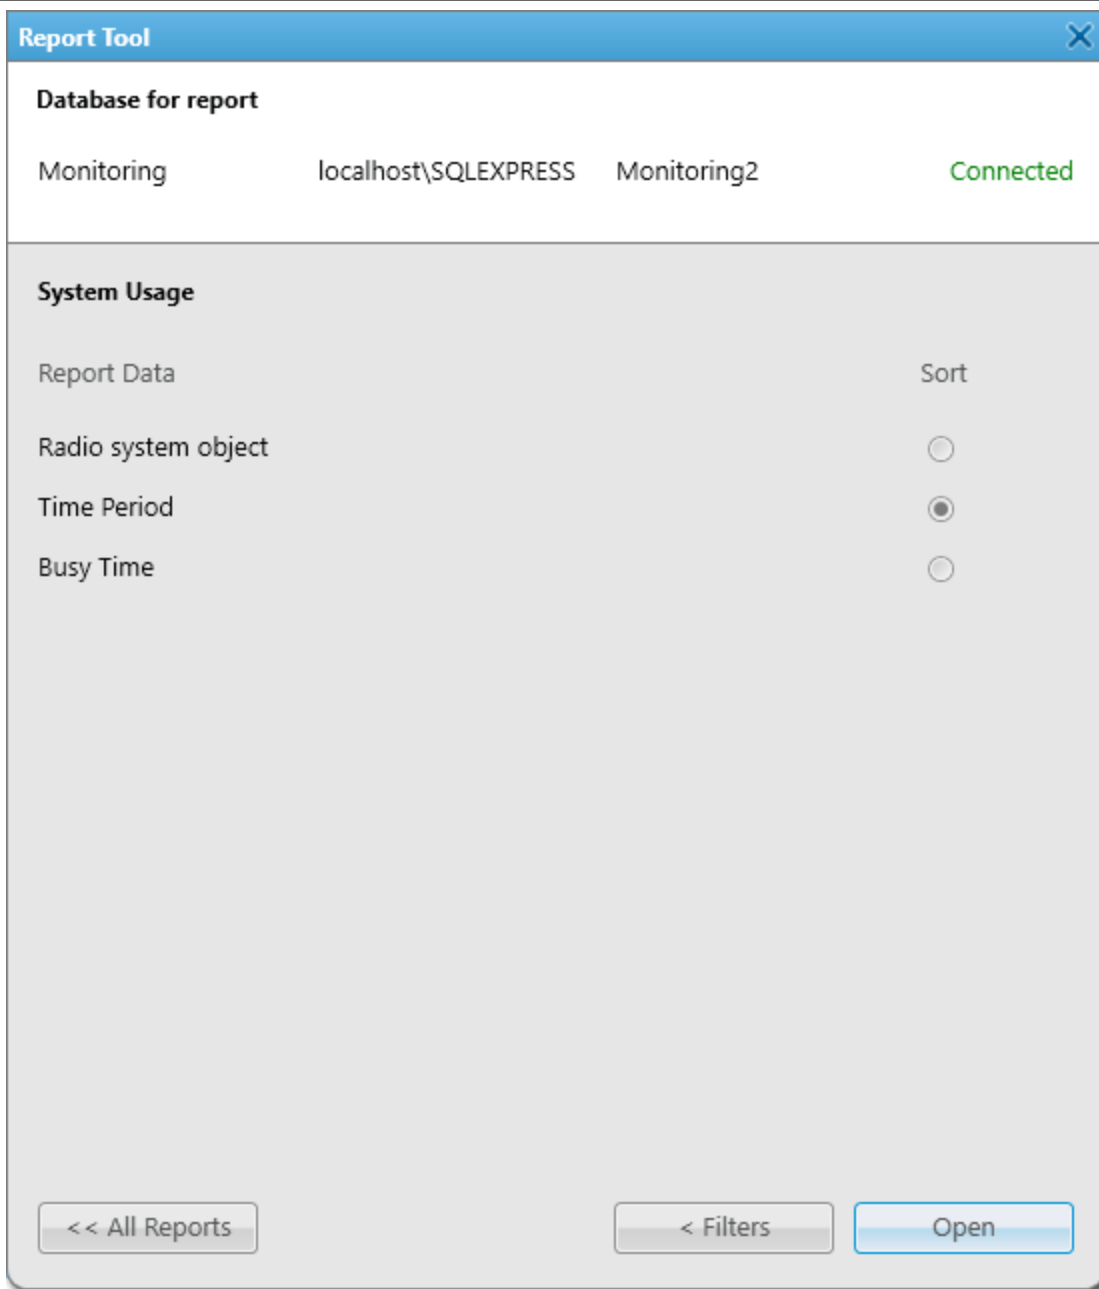 Report Tool
Database for report
Monitoring localhost\SQLEXPRESS Monitoring2 Connected
System Usage
Report Data Sort
Radio system object
Time Period
Busy Time
<< All Reports < Filters Open